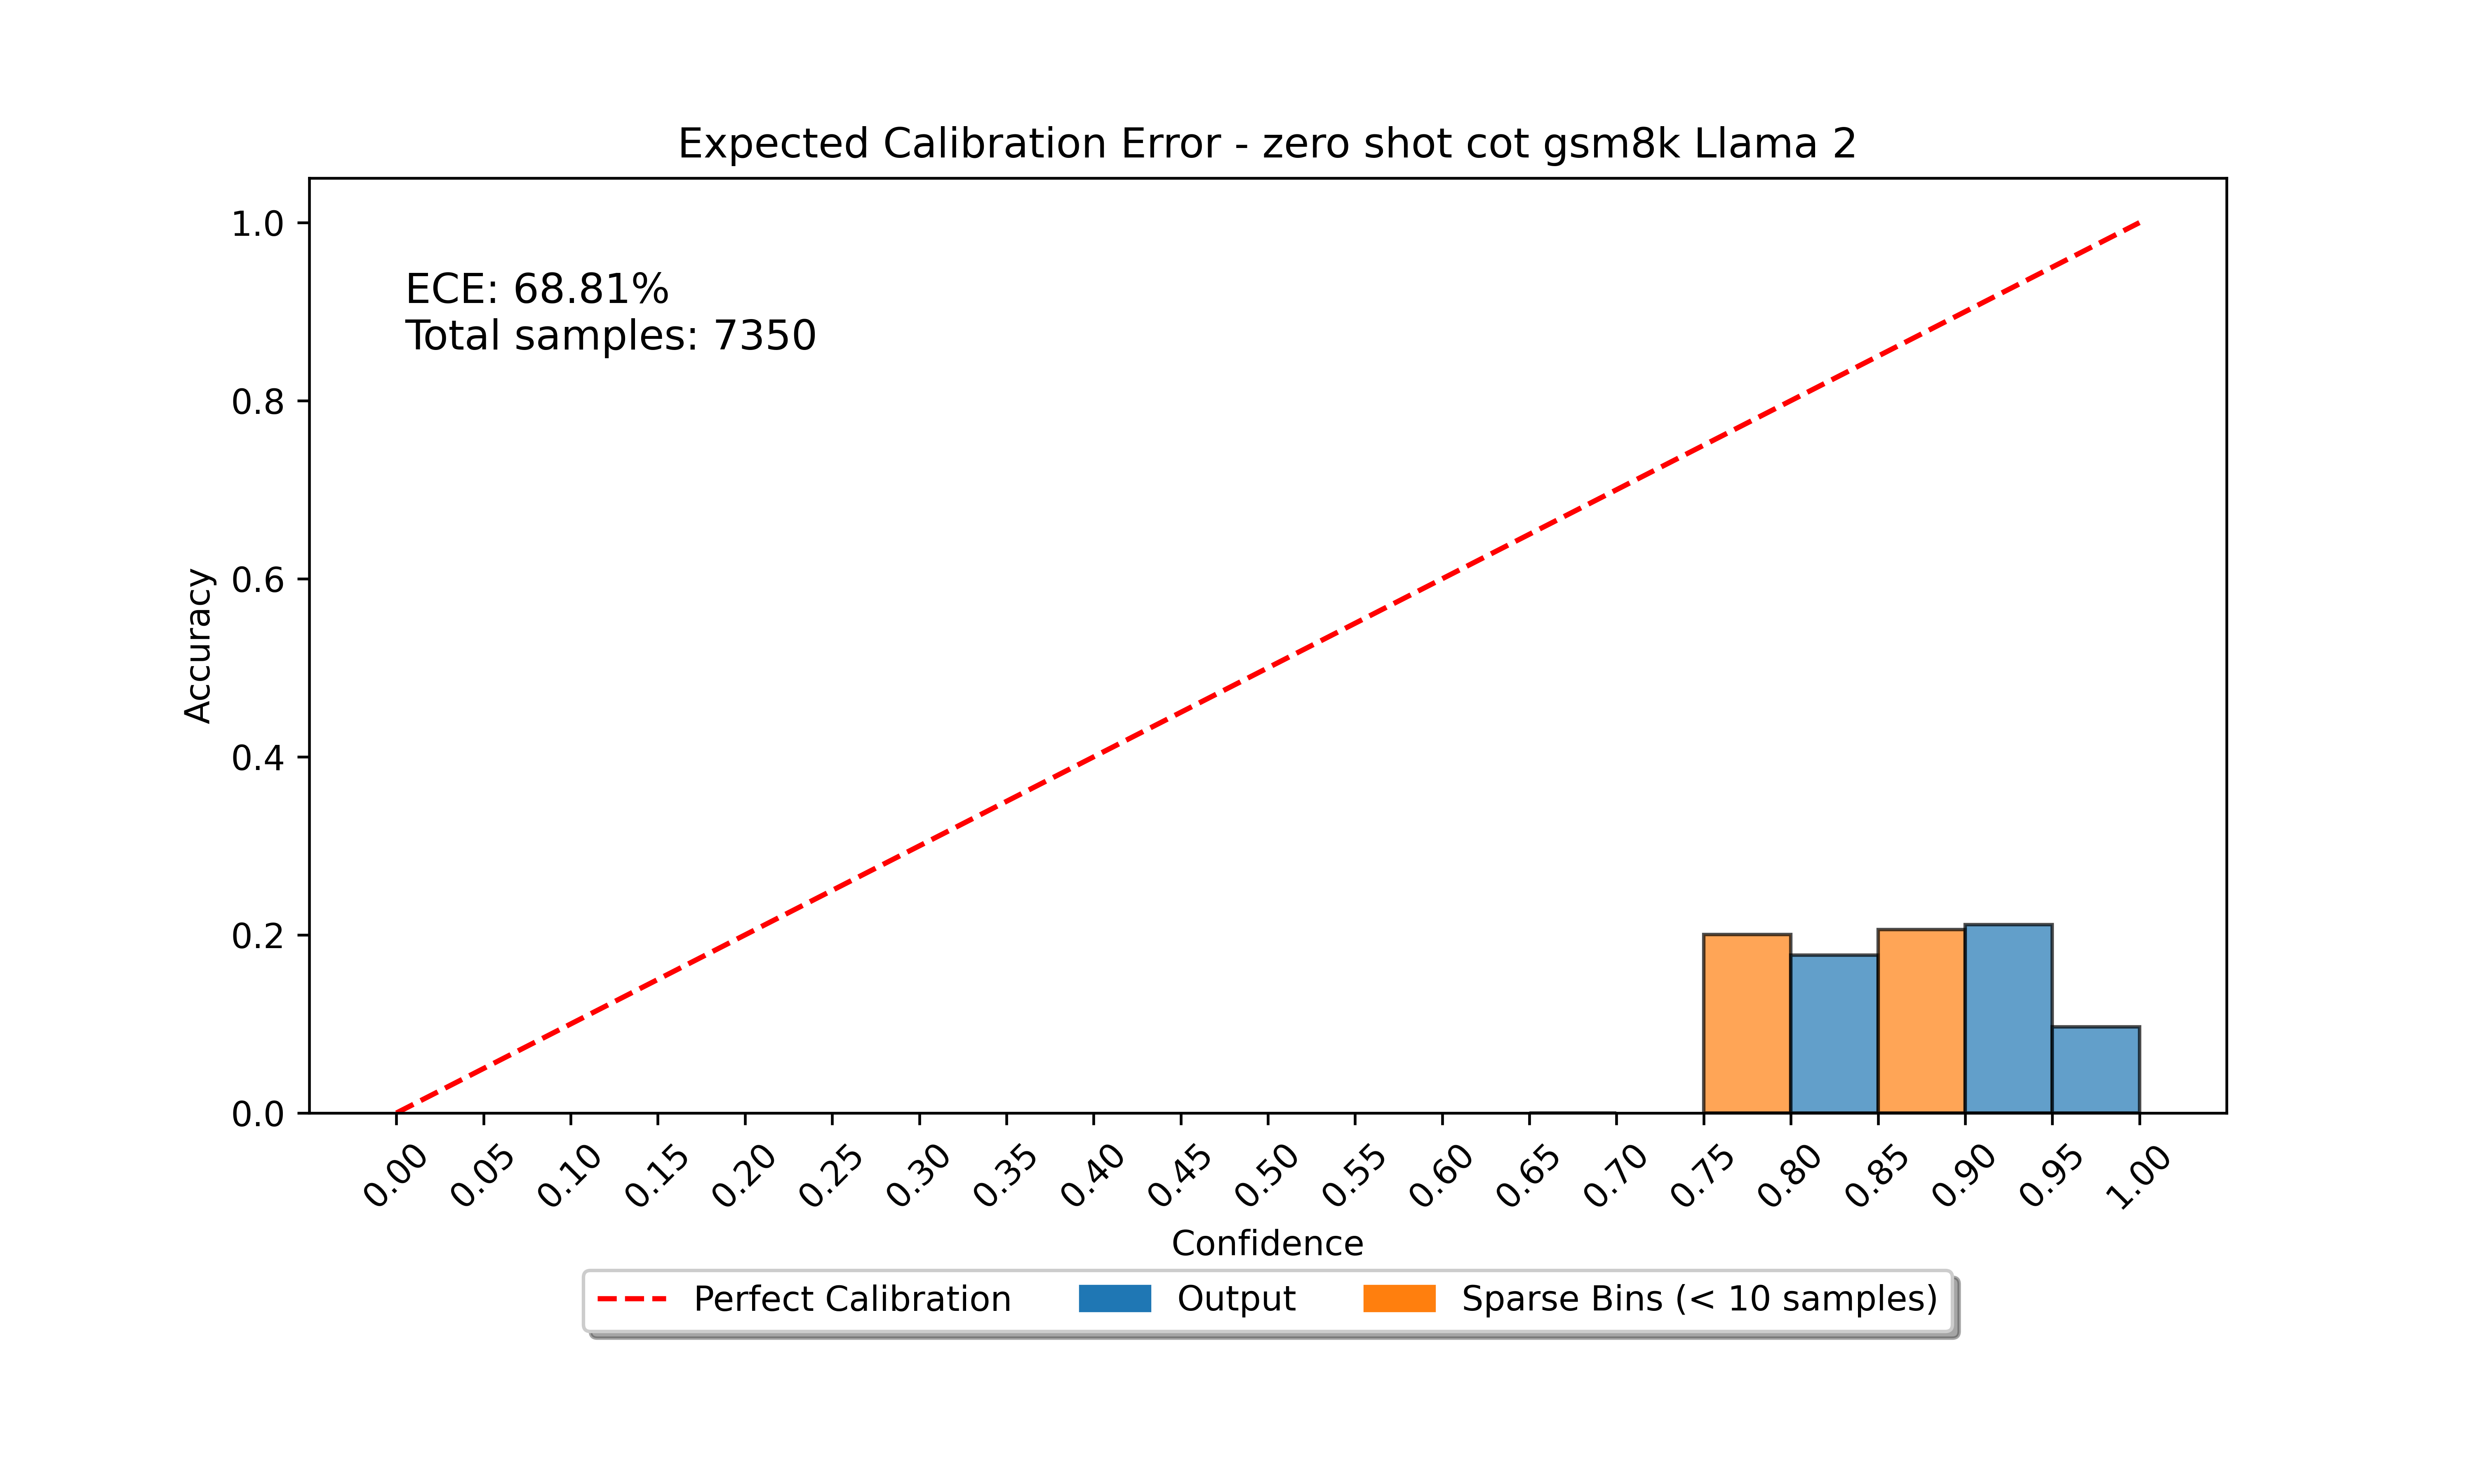 Expected Calibration Error - zero shot cot gsm8k Llama 2
ECE: 68.81%
Total samples: 7350
Accuracy
1.0
0.8
0.6
0.4
0.2
0.0
0.00 0.05 0.10 0.15 0.20 0.25 0.30 0.35 0.40 0.45 0.50 0.55 0.60 0.65 0.70 0.75 0.80 0.85 0.90 0.95 1.00
Confidence
Perfect Calibration Output Sparse Bins (< 10 samples)